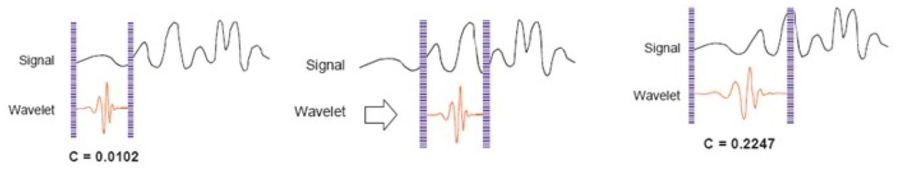 Signal
Wavelet
C = 0.0102
Signal
Wavelet
Signal
Wavelet
C = 0.2247